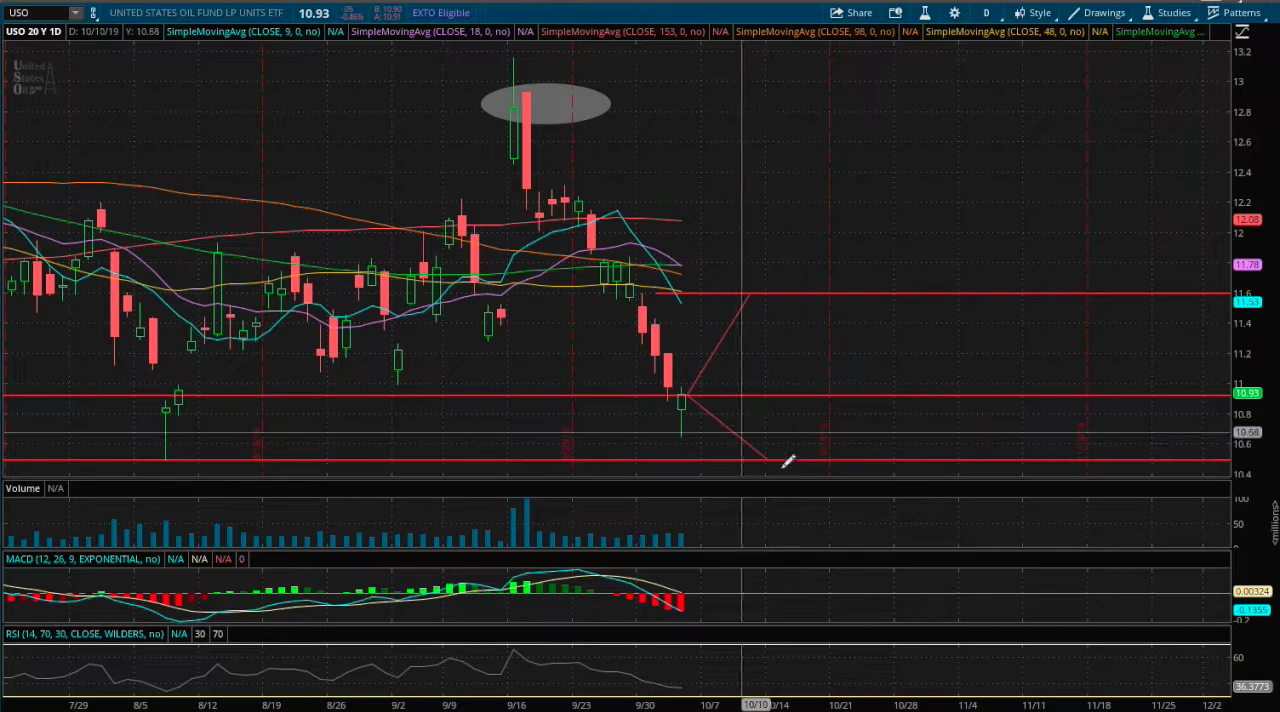 USO UNITED STATES OIL FUND LP UNITS ETF 10.93 -.05 -0.46% B: 10.90 A: 10.91 EXTO Eligible Share D Style Drawings Studies Patterns
USO 20 Y 1D D: 10/10/19 Y: 10.68 SimpleMovingAvg (CLOSE, 9, 0, no) N/A SimpleMovingAvg (CLOSE, 18, 0, no) N/A SimpleMovingAvg (CLOSE, 153, 0, no) N/A SimpleMovingAvg (CLOSE, 98, 0, no) N/A SimpleMovingAvg (CLOSE, 48, 0, no) N/A SimpleMovingAvg ...
United
States
Oil
13.2
13
12.8
12.6
12.4
12.2
12.08
12
11.78
11.6
11.53
11.4
11.2
11
10.93
10.8
10.68
10.6
10.4
Volume N/A
100
50
0
<millions>
MACD (12, 26, 9, EXPONENTIAL, no) N/A N/A N/A 0
0.00324
-0.1355
-0.2
RSI (14, 70, 30, CLOSE, WILDERS, no) N/A 30 70
60
36.3773
7/29 8/5 8/12 8/19 8/26 9/2 9/9 9/16 9/23 9/30 10/7 10/10 10/14 10/21 10/28 11/4 11/11 11/18 11/25 12/2